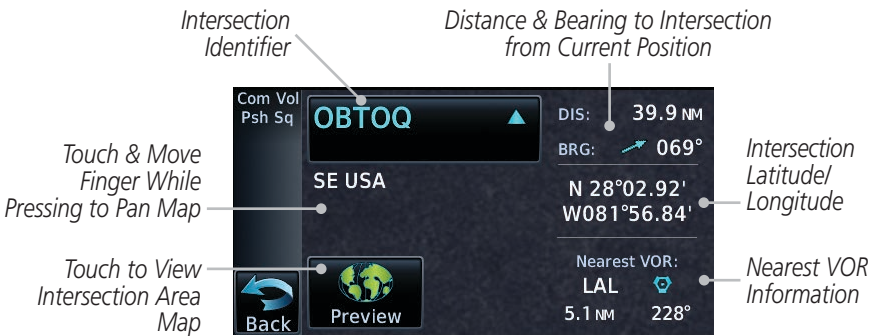 Intersection
Identifier
Distance & Bearing to Intersection
from Current Position
Touch & Move
Finger While
Pressing to Pan Map
Touch to View
Intersection Area
Map
Com Vol
Psh Sq
OBTOQ
SE USA
Back
Preview
DIS: 39.9 NM
BRG: 069°
N 28°02.92'
W081°56.84'
Nearest VOR:
LAL
5.1 NM 228°
Intersection
Latitude/
Longitude
Nearest VOR
Information